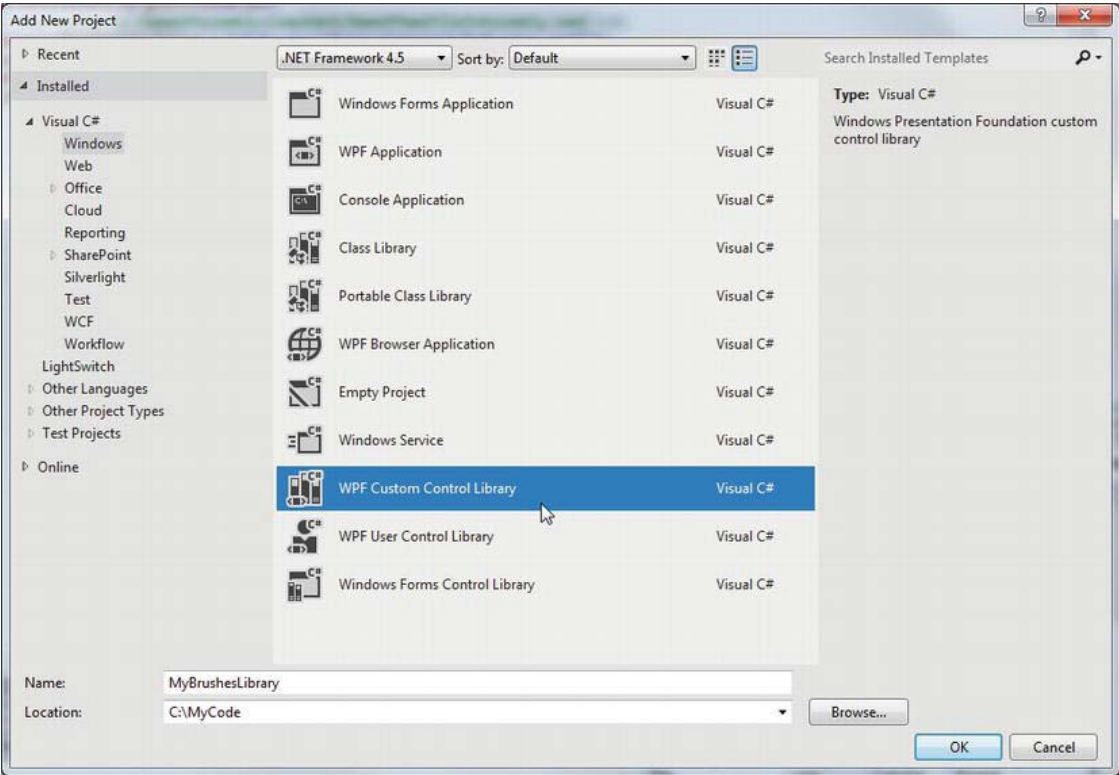 Add New Project
Recent
.NET Framework 4.5 Sort by: Default
Search Installed Templates
Installed
Visual C#
Windows
Web
Office
Cloud
Reporting
SharePoint
Silverlight
Test
WCF
Workflow
LightSwitch
Other Languages
Other Project Types
Test Projects
Online
Windows Forms Application Visual C#
WPF Application Visual C#
Console Application Visual C#
Class Library Visual C#
Portable Class Library Visual C#
WPF Browser Application Visual C#
Empty Project Visual C#
Windows Service Visual C#
WPF Custom Control Library Visual C#
WPF User Control Library Visual C#
Windows Forms Control Library Visual C#
Type: Visual C#
Windows Presentation Foundation custom
control library
Name: MyBrushesLibrary
Location: C:\MyCode Browse...
OK Cancel